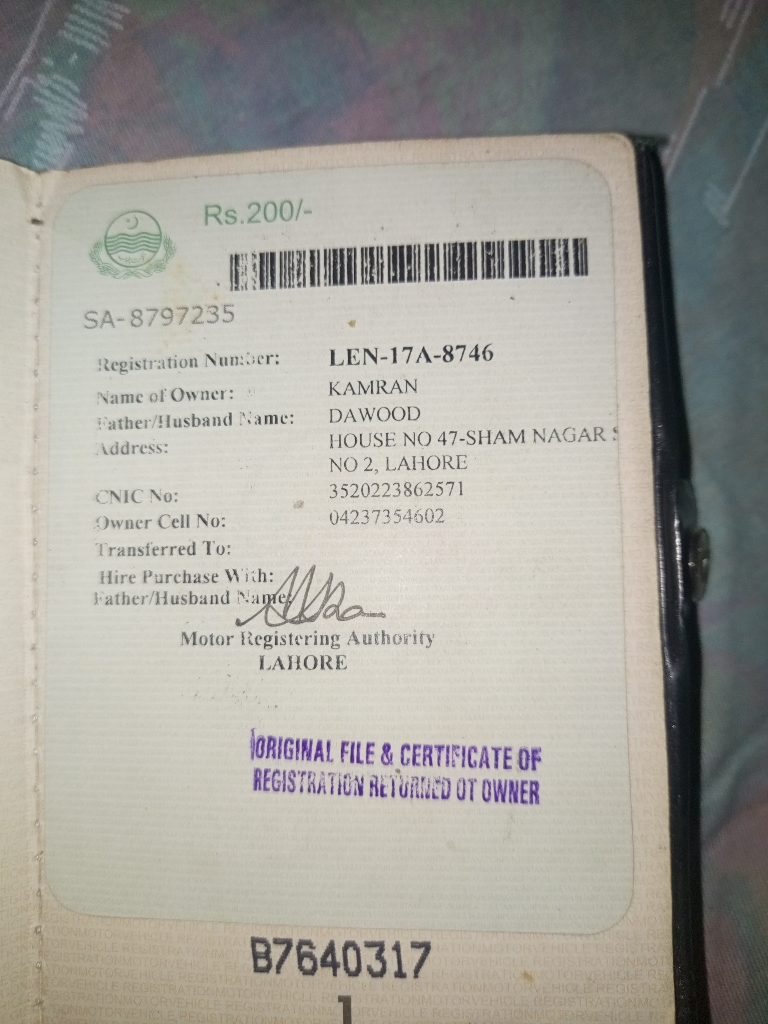 Rs.200/-
SA-8797235
Registration Number: LEN-17A-8746
Name of Owner: KAMRAN
Father/Husband Name: DAWOOD
Address: HOUSE NO 47-SHAM NAGAR S
NO 2, LAHORE
CNIC No: 3520223862571
Owner Cell No: 04237354602
Transferred To:
Hire Purchase With:
Father/Husband Name:
Motor Registering Authority
LAHORE
ORIGINAL FILE & CERTIFICATE OF
REGISTRATION RETURNED OT OWNER
B7640317
1